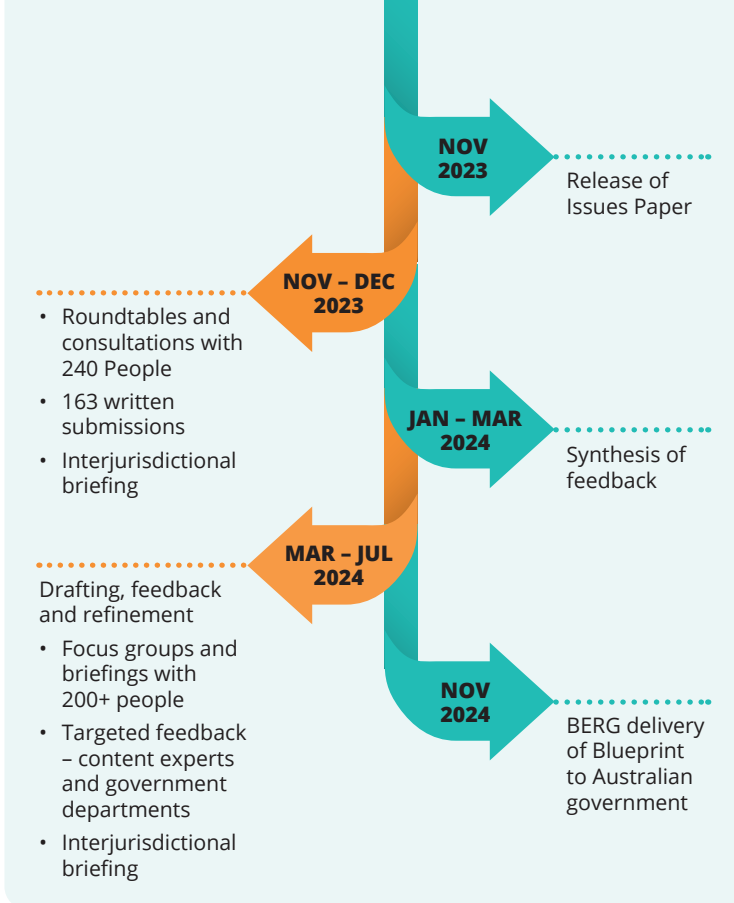 NOV
2023
Release of
Issues Paper
NOV – DEC
2023
• Roundtables and
consultations with
240 People
• 163 written
submissions
• Interjurisdictional
briefing
JAN – MAR
2024
Synthesis of
feedback
MAR – JUL
2024
Drafting, feedback
and refinement
• Focus groups and
briefings with
200+ people
• Targeted feedback
– content experts
and government
departments
• Interjurisdictional
briefing
NOV
2024
BERG delivery
of Blueprint
to Australian
government